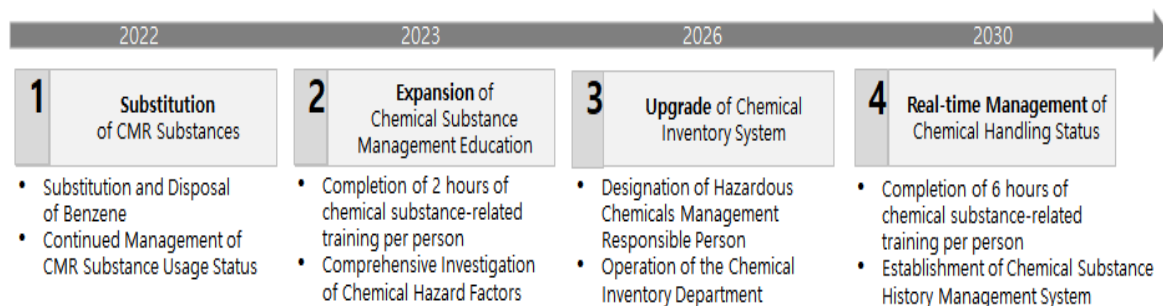 2022
2023
2026
2030
1
Substitution
of CMR Substances
• Substitution and Disposal
of Benzene
• Continued Management of
CMR Substance Usage Status
2
Expansion of
Chemical Substance
Management Education
• Completion of 2 hours of
chemical substance-related
training per person
• Comprehensive Investigation
of Chemical Hazard Factors
3
Upgrade of Chemical
Inventory System
• Designation of Hazardous
Chemicals Management
Responsible Person
• Operation of the Chemical
Inventory Department
4
Real-time Management of
Chemical Handling Status
• Completion of 6 hours of
chemical substance-related
training per person
• Establishment of Chemical Substance
History Management System